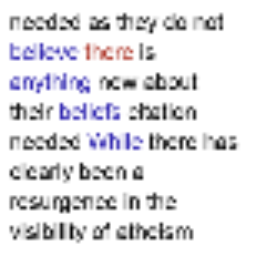 needed as they do not
believe there is
anything new about
their beliefs citation
needed While there has
clearly been a
resurgence in the
visibility of atheism